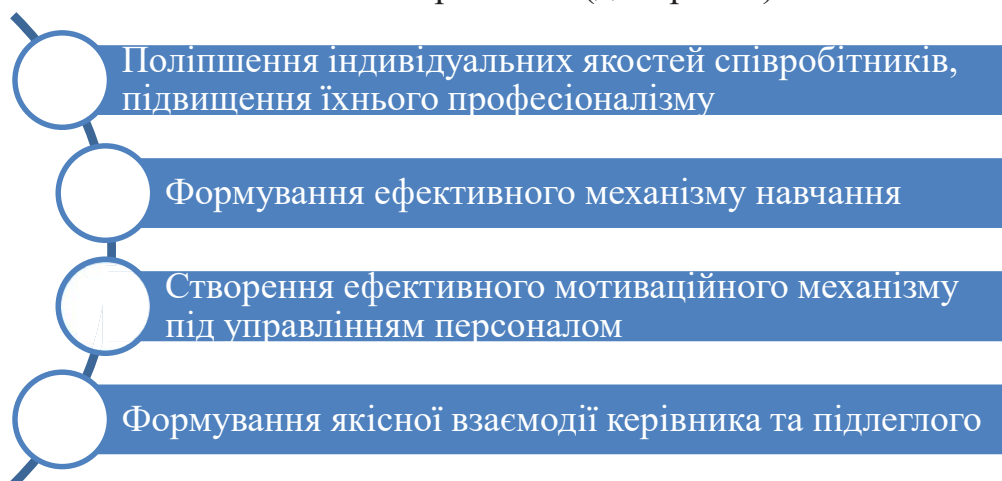 Поліпшення індивідуальних якостей співробітників,
підвищення їхнього професіоналізму
Формування ефективного механізму навчання
Створення ефективного мотиваційного механізму
під управлінням персоналом
Формування якісної взаємодії керівника та підлеглого